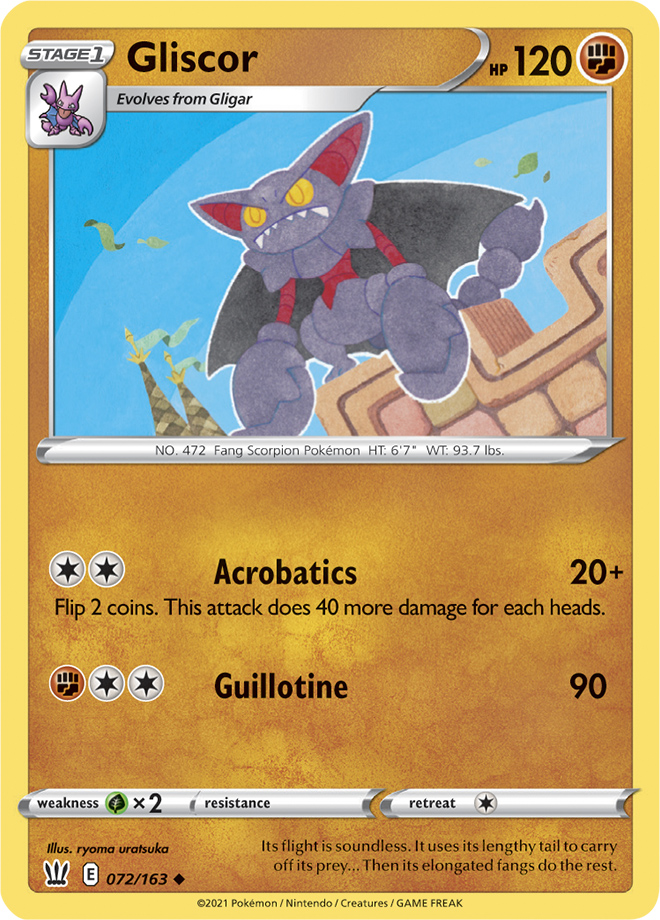 STAGE 1
Gliscor
HP 120
Evolves from Gligar
NO. 472 Fang Scorpion Pokémon HT: 6'7" WT: 93.7 lbs.
Acrobatics 20+
Flip 2 coins. This attack does 40 more damage for each heads.
Guillotine 90
weakness ×2 resistance retreat
Illus. ryoma uratsuka
Its flight is soundless. It uses its lengthy tail to carry
off its prey... Then its elongated fangs do the rest.
E 072/163
©2021 Pokémon / Nintendo / Creatures / GAME FREAK